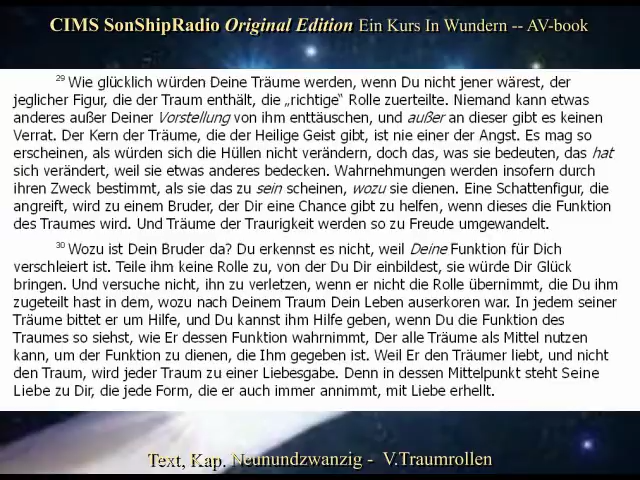 CIMS SonShipRadio Original Edition Ein Kurs In Wundern -- AV-book
29 Wie glücklich würden Deine Träume werden, wenn Du nicht jener wärest, der
jeglicher Figur, die der Traum enthält, die „richtige“ Rolle zuerteilte. Niemand kann etwas
anderes außer Deiner Vorstellung von ihm enttäuschen, und außer an dieser gibt es keinen
Verrat. Der Kern der Träume, die der Heilige Geist gibt, ist nie einer der Angst. Es mag so
erscheinen, als würden sich die Hüllen nicht verändern, doch das, was sie bedeuten, das hat
sich verändert, weil sie etwas anderes bedecken. Wahrnehmungen werden insofern durch
ihren Zweck bestimmt, als sie das zu sein scheinen, wozu sie dienen. Eine Schattenfigur, die
angreift, wird zu einem Bruder, der Dir eine Chance gibt zu helfen, wenn dieses die Funktion
des Traumes wird. Und Träume der Traurigkeit werden so zu Freude umgewandelt.
30 Wozu ist Dein Bruder da? Du erkennst es nicht, weil Deine Funktion für Dich
verschleiert ist. Teile ihm keine Rolle zu, von der Du Dir einbildest, sie würde Dir Glück
bringen. Und versuche nicht, ihn zu verletzen, wenn er nicht die Rolle übernimmt, die Du ihm
zugeteilt hast in dem, wozu nach Deinem Traum Dein Leben auserkoren war. In jedem seiner
Träume bittet er um Hilfe, und Du kannst ihm Hilfe geben, wenn Du die Funktion des
Traumes so siehst, wie Er dessen Funktion wahrnimmt, Der alle Träume als Mittel nutzen
kann, um der Funktion zu dienen, die Ihm gegeben ist. Weil Er den Träumer liebt, und nicht
den Traum, wird jeder Traum zu einer Liebesgabe. Denn in dessen Mittelpunkt steht Seine
Liebe zu Dir, die jede Form, die er auch immer annimmt, mit Liebe erhellt.
Text, Kap. Neunundzwanzig - V.Traumrollen